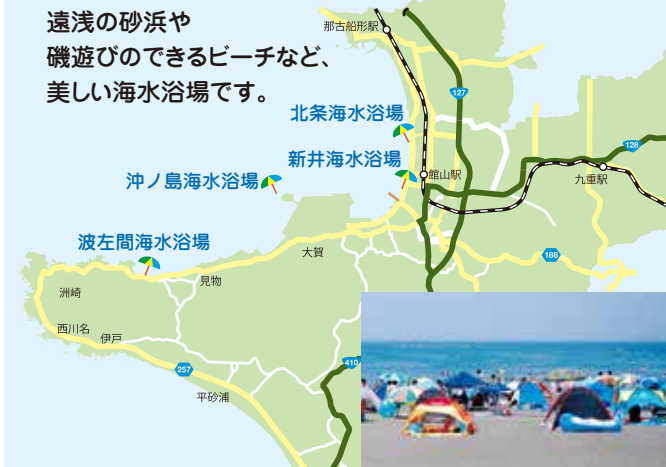 遠浅の砂浜や
磯遊びのできるビーチなど、
美しい海水浴場です。
那古船形駅
127
北条海水浴場
128
新井海水浴場
館山駅
九重駅
沖ノ島海水浴場
波左間海水浴場
大賀
188
見物
洲崎
西川名
伊戸
410
257
平砂浦